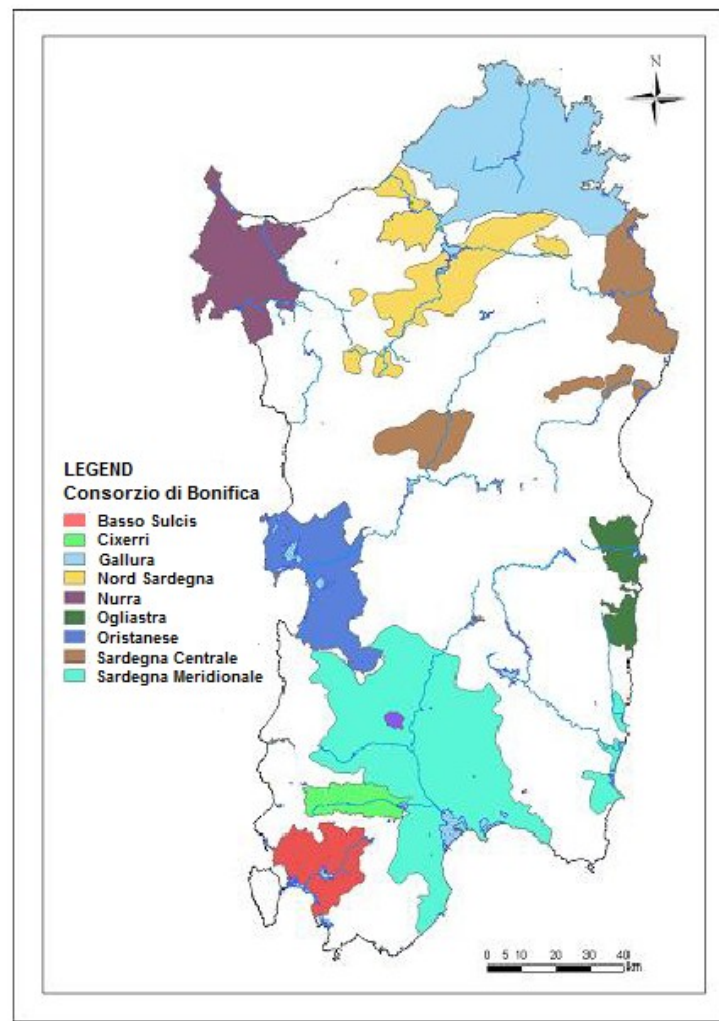 N
LEGEND
Consorzio di Bonifica
Basso Sulcis
Cixerri
Gallura
Nord Sardegna
Nurra
Ogliastra
Oristanese
Sardegna Centrale
Sardegna Meridionale
0 5 10 20 30 40
Km